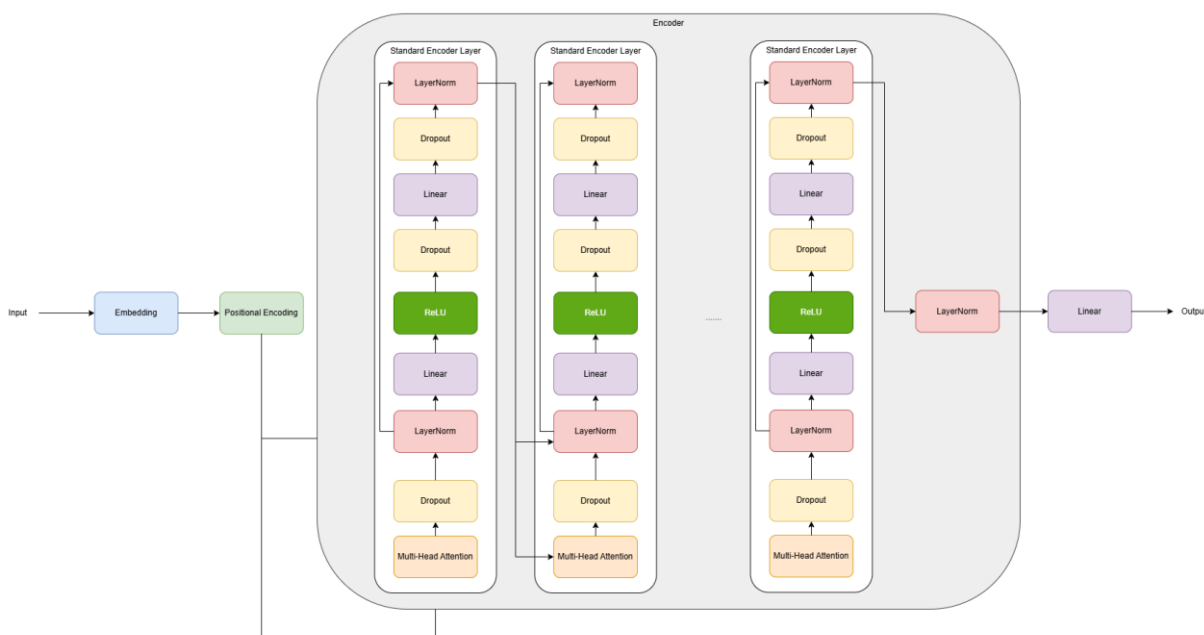 Encoder
Standard Encoder Layer
LayerNorm
Dropout
Linear
Dropout
ReLU
Linear
LayerNorm
Dropout
Multi-Head Attention
Standard Encoder Layer
LayerNorm
Dropout
Linear
Dropout
ReLU
Linear
LayerNorm
Dropout
Multi-Head Attention
.......
Standard Encoder Layer
LayerNorm
Dropout
Linear
Dropout
ReLU
Linear
LayerNorm
Dropout
Multi-Head Attention
Input
Embedding
Positional Encoding
LayerNorm
Linear
Output